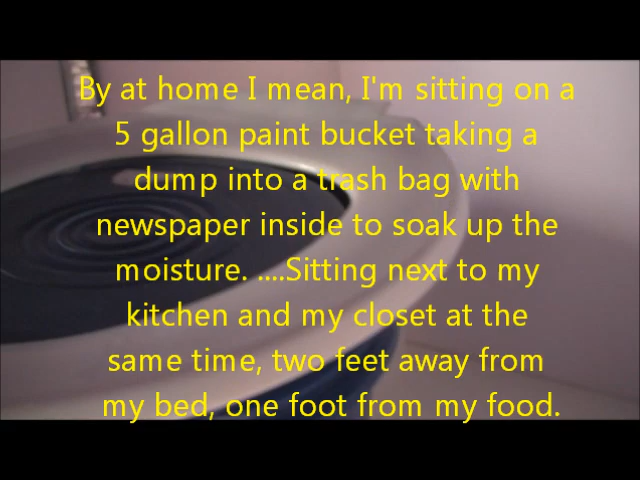 By at home I mean, I'm sitting on a
5 gallon paint bucket taking a
dump into a trash bag with
newspaper inside to soak up the
moisture. ....Sitting next to my
kitchen and my closet at the
same time, two feet away from
my bed, one foot from my food.